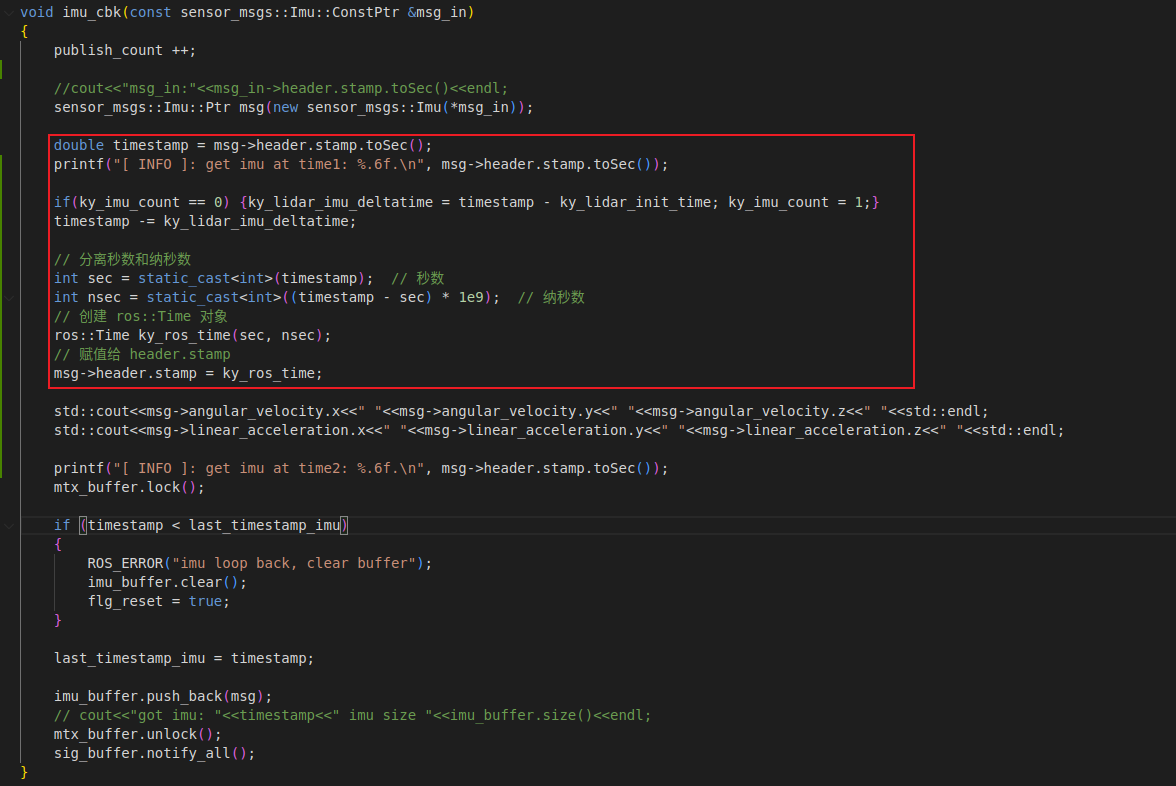 void imu_cbk(const sensor_msgs::Imu::ConstPtr &msg_in)
{
publish_count ++;
//cout<<"msg_in:"<<msg_in->header.stamp.toSec()<<endl;
sensor_msgs::Imu::Ptr msg(new sensor_msgs::Imu(*msg_in));
double timestamp = msg->header.stamp.toSec();
printf("[ INFO ]: get imu at time1: %.6f.\n", msg->header.stamp.toSec());
if(ky_imu_count == 0) {ky_lidar_imu_deltatime = timestamp - ky_lidar_init_time; ky_imu_count = 1;}
timestamp -= ky_lidar_imu_deltatime;
// 分离秒数和纳秒数
int sec = static_cast<int>(timestamp);  // 秒数
int nsec = static_cast<int>((timestamp - sec) * 1e9);  // 纳秒数
// 创建 ros::Time 对象
ros::Time ky_ros_time(sec, nsec);
// 赋值给 header.stamp
msg->header.stamp = ky_ros_time;
std::cout<<msg->angular_velocity.x<<" "<<msg->angular_velocity.y<<" "<<msg->angular_velocity.z<<" "<<std::endl;
std::cout<<msg->linear_acceleration.x<<" "<<msg->linear_acceleration.y<<" "<<msg->linear_acceleration.z<<" "<<std::endl;
printf("[ INFO ]: get imu at time2: %.6f.\n", msg->header.stamp.toSec());
mtx_buffer.lock();
if (timestamp < last_timestamp_imu)
{
ROS_ERROR("imu loop back, clear buffer");
imu_buffer.clear();
flg_reset = true;
}
last_timestamp_imu = timestamp;
imu_buffer.push_back(msg);
// cout<<"got imu: "<<timestamp<<" imu size "<<imu_buffer.size()<<endl;
mtx_buffer.unlock();
sig_buffer.notify_all();
}